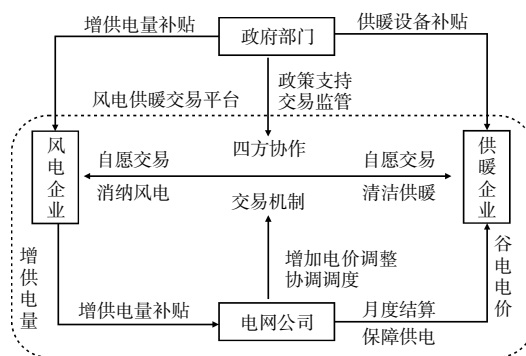 增供电量补贴
政府部门
供暖设备补贴
政策支持
交易监管
风电供暖交易平台
风电企业
自愿交易
消纳风电
四方协作
交易机制
自愿交易
清洁供暖
供暖企业
增供电量
增加电价调整
协调调度
谷电电价
增供电量补贴
电网公司
月度结算
保障供电